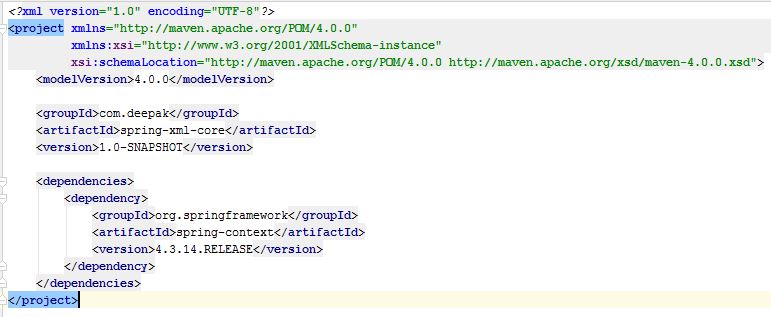 <?xml version="1.0" encoding="UTF-8"?>
<project xmlns="http://maven.apache.org/POM/4.0.0"
xmlns:xsi="http://www.w3.org/2001/XMLSchema-instance"
xsi:schemaLocation="http://maven.apache.org/POM/4.0.0 http://maven.apache.org/xsd/maven-4.0.0.xsd">
<modelVersion>4.0.0</modelVersion>
<groupId>com.deepak</groupId>
<artifactId>spring-xml-core</artifactId>
<version>1.0-SNAPSHOT</version>
<dependencies>
<dependency>
<groupId>org.springframework</groupId>
<artifactId>spring-context</artifactId>
<version>4.3.14.RELEASE</version>
</dependency>
</dependencies>
</project>